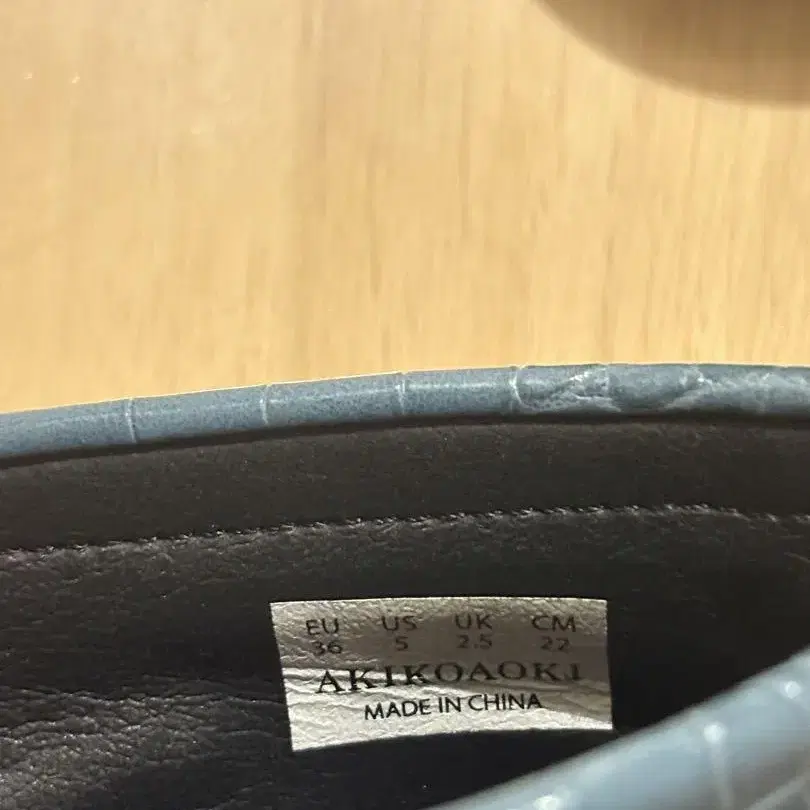 EU US UK CM
36 5 2.5 22
AKIKOAOKI
MADE IN CHINA